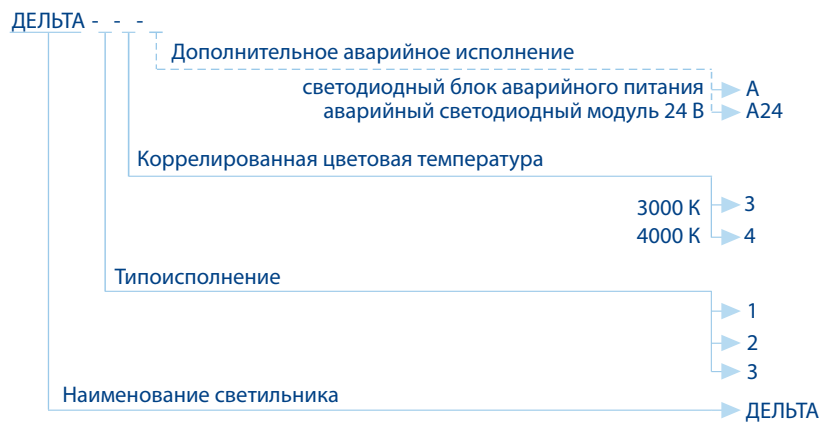 ДЕЛЬТА - - -
Дополнительное аварийное исполнение
светодиодный блок аварийного питания А
аварийный светодиодный модуль 24 В А24
Коррелированная цветовая температура
3000 К 3
4000 К 4
Типоисполнение
1
2
3
Наименование светильника
ДЕЛЬТА